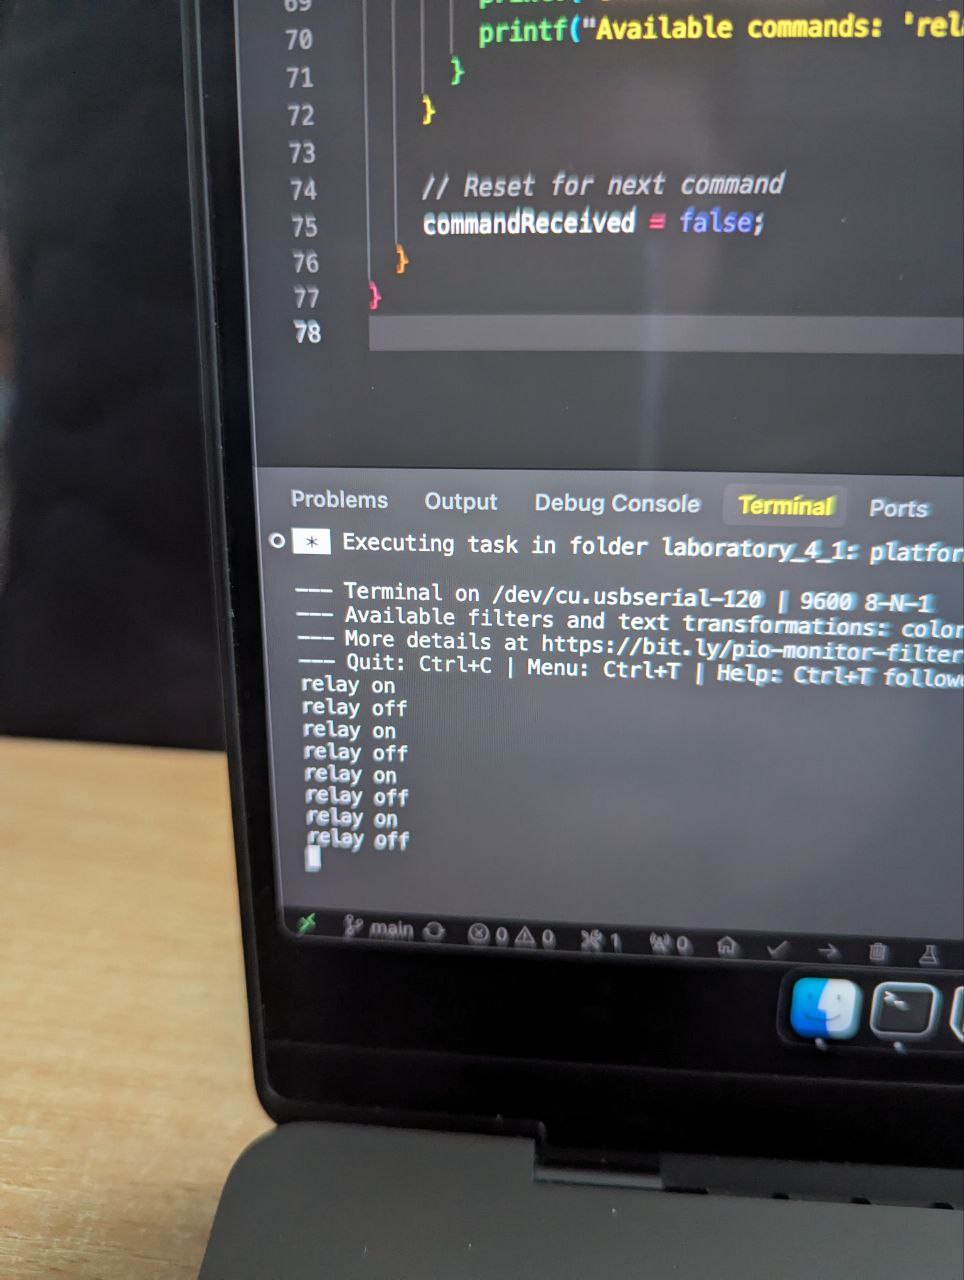 69
70 printf("Available commands: 'rel
71 }
72 }
73
74 // Reset for next command
75 commandReceived = false;
76 }
77 }
78
Problems Output Debug Console Terminal Ports
* Executing task in folder laboratory_4_1: platfor
--- Terminal on /dev/cu.usbserial-120 | 9600 8-N-1
--- Available filters and text transformations: color
--- More details at https://bit.ly/pio-monitor-filter
--- Quit: Ctrl+C | Menu: Ctrl+T | Help: Ctrl+T follow
relay on
relay off
relay on
relay off
relay on
relay off
relay on
relay off
main 0 0 1 0